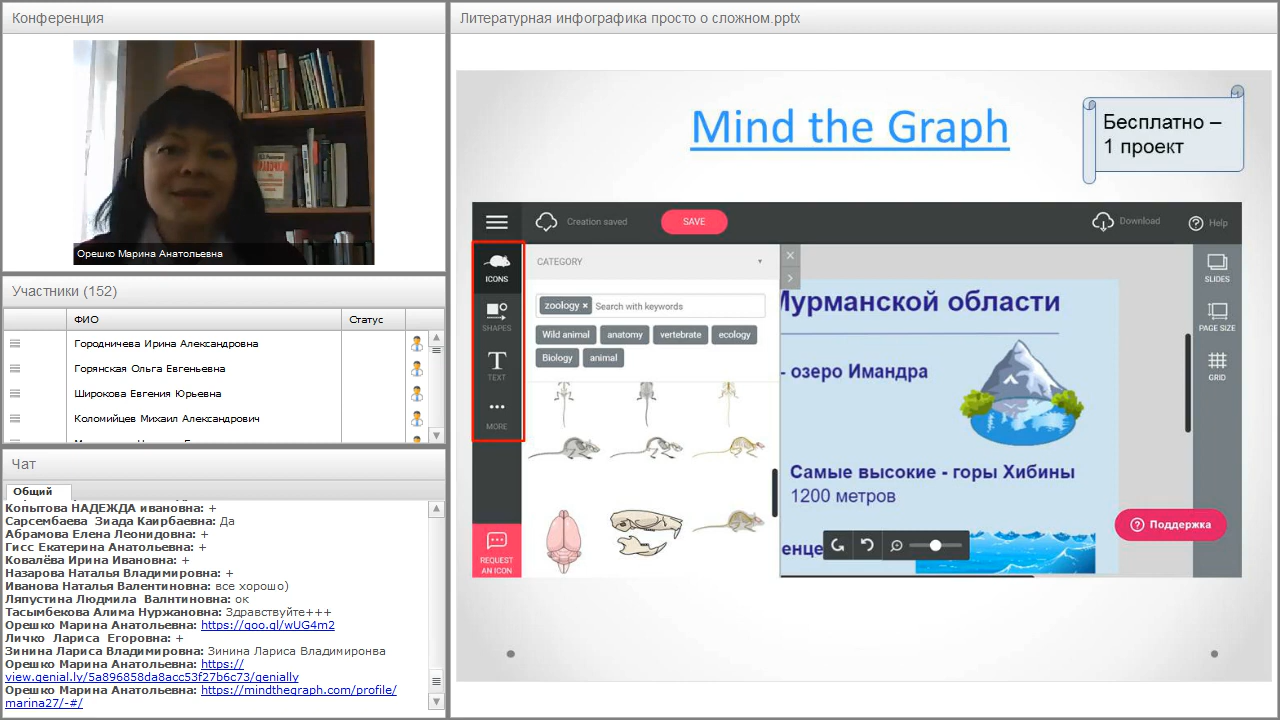 Конференция
Орешко Марина Анатольевна
Участники (152)
ФИО Статус
Городничева Ирина Александровна
Горянская Ольга Евгеньевна
Широкова Евгения Юрьевна
Коломийцев Михаил Александрович
Чат
Общий
Копытова НАДЕЖДА ивановна: +
Сарсембаева Зиада Каирбаевна: Да
Абрамова Елена Леонидовна: +
Гисс Екатерина Анатольевна: +
Ковалёва Ирина Ивановна: +
Назарова Наталья Владимировна: +
Иванова Наталья Валентиновна: все хорошо)
Ляпустина Людмила Валнтиновна: ок
Тасымбекова Алима Нуржановна: Здравствуйте+++
Орешко Марина Анатольевна: https://goo.gl/wUG4m2
Личко Лариса Егоровна: +
Зинина Лариса Владимировна: Зинина Лариса Владимиронва
Орешко Марина Анатольевна: https://
view.genial.ly/5a896858da8acc53f27b6c73/genially
Орешко Марина Анатольевна: https://mindthegraph.com/profile/
marina27/-#/
Литературная инфографика просто о сложном.pptx
Mind the Graph
Бесплатно –
1 проект
Creation saved
SAVE
Download
Help
ICONS
SHAPES
TEXT
MORE
REQUEST
AN ICON
CATEGORY
zoology × Search with keywords
Wild animal anatomy vertebrate ecology
Biology animal
Мурманской области
- озеро Имандра
Самые высокие - горы Хибины
1200 метров
енце
SLIDES
PAGE SIZE
GRID
Поддержка